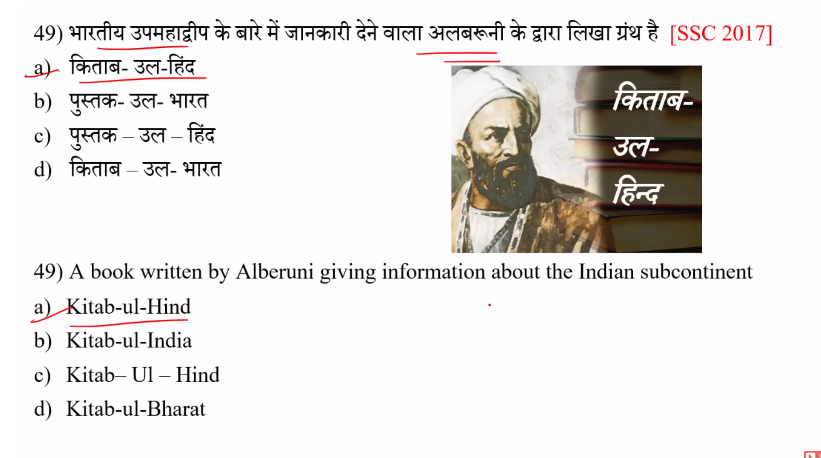 49) भारतीय उपमहाद्वीप के बारे में जानकारी देने वाला अलबरूनी के द्वारा लिखा ग्रंथ है [SSC 2017]
a) किताब- उल-हिंद
b) पुस्तक- उल- भारत
c) पुस्तक – उल – हिंद
d) किताब – उल- भारत
किताब-
उल-
हिन्द
49) A book written by Alberuni giving information about the Indian subcontinent
a) Kitab-ul-Hind
b) Kitab-ul-India
c) Kitab– Ul – Hind
d) Kitab-ul-Bharat